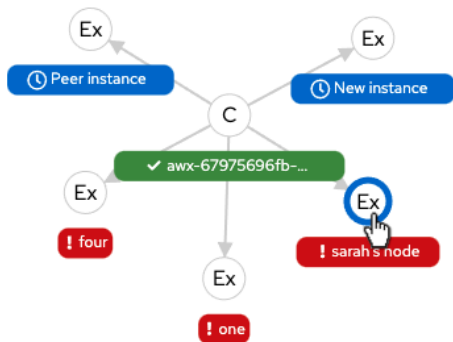 Ex
Ex
Peer instance
New instance
C
awx-67975696fb-...
Ex
Ex
! four
! sarah's node
Ex
! one